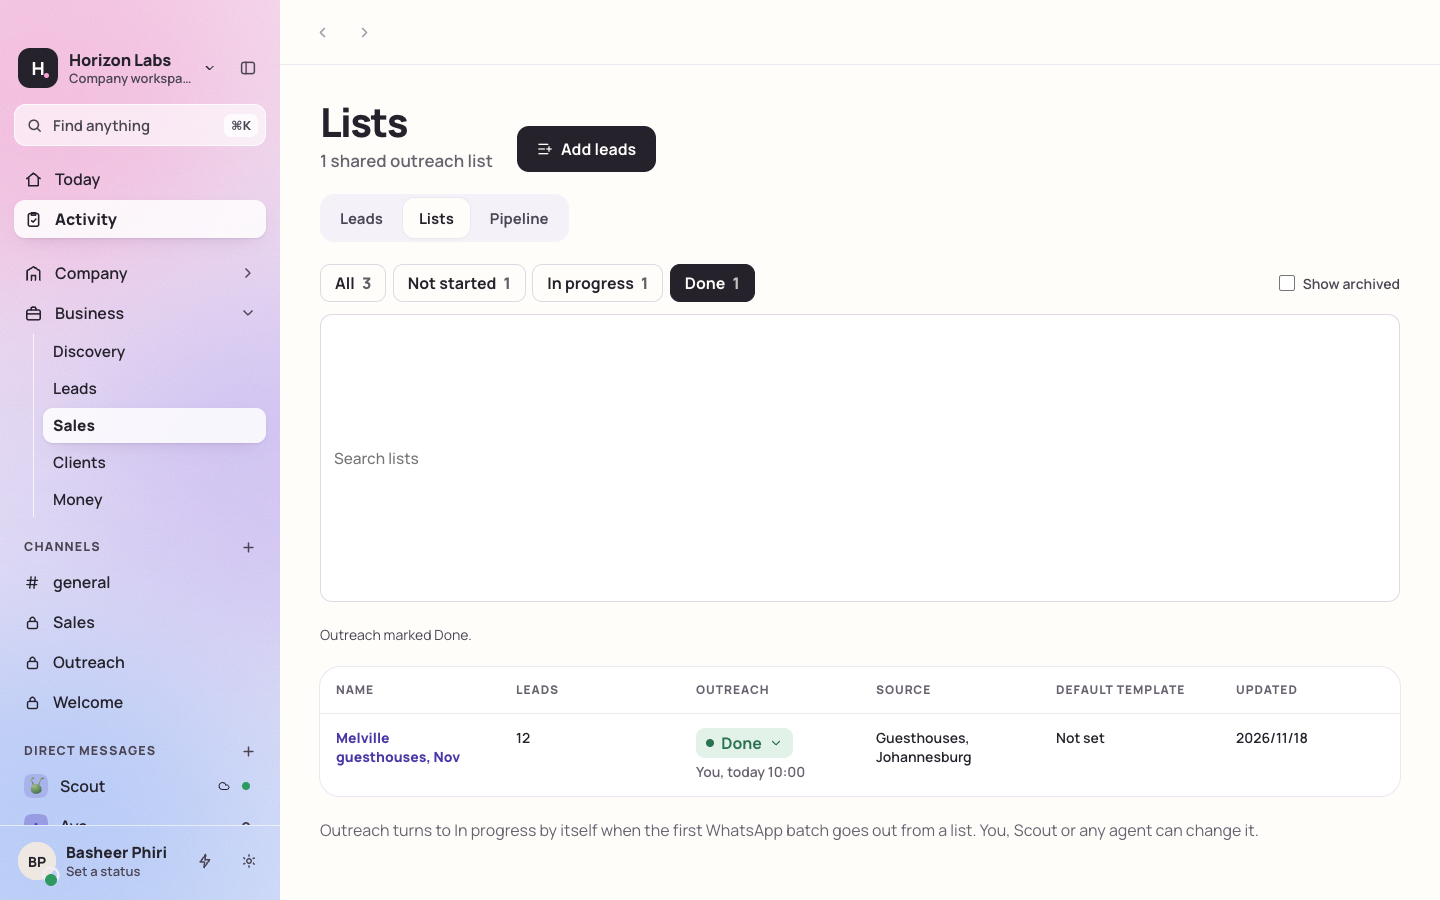 H.
Horizon Labs
Company workspa...
Find anything
⌘K
Today
Activity
Company
Business
Discovery
Leads
Sales
Clients
Money
CHANNELS
# general
Sales
Outreach
Welcome
DIRECT MESSAGES
Scout
BP
Basheer Phiri
Set a status
Lists
1 shared outreach list
Add leads
Leads
Lists
Pipeline
All 3
Not started 1
In progress 1
Done 1
Show archived
Search lists
Outreach marked Done.
NAME
LEADS
OUTREACH
SOURCE
DEFAULT TEMPLATE
UPDATED
Melville
guesthouses, Nov
12
Done
You, today 10:00
Guesthouses,
Johannesburg
Not set
2026/11/18
Outreach turns to In progress by itself when the first WhatsApp batch goes out from a list. You, Scout or any agent can change it.